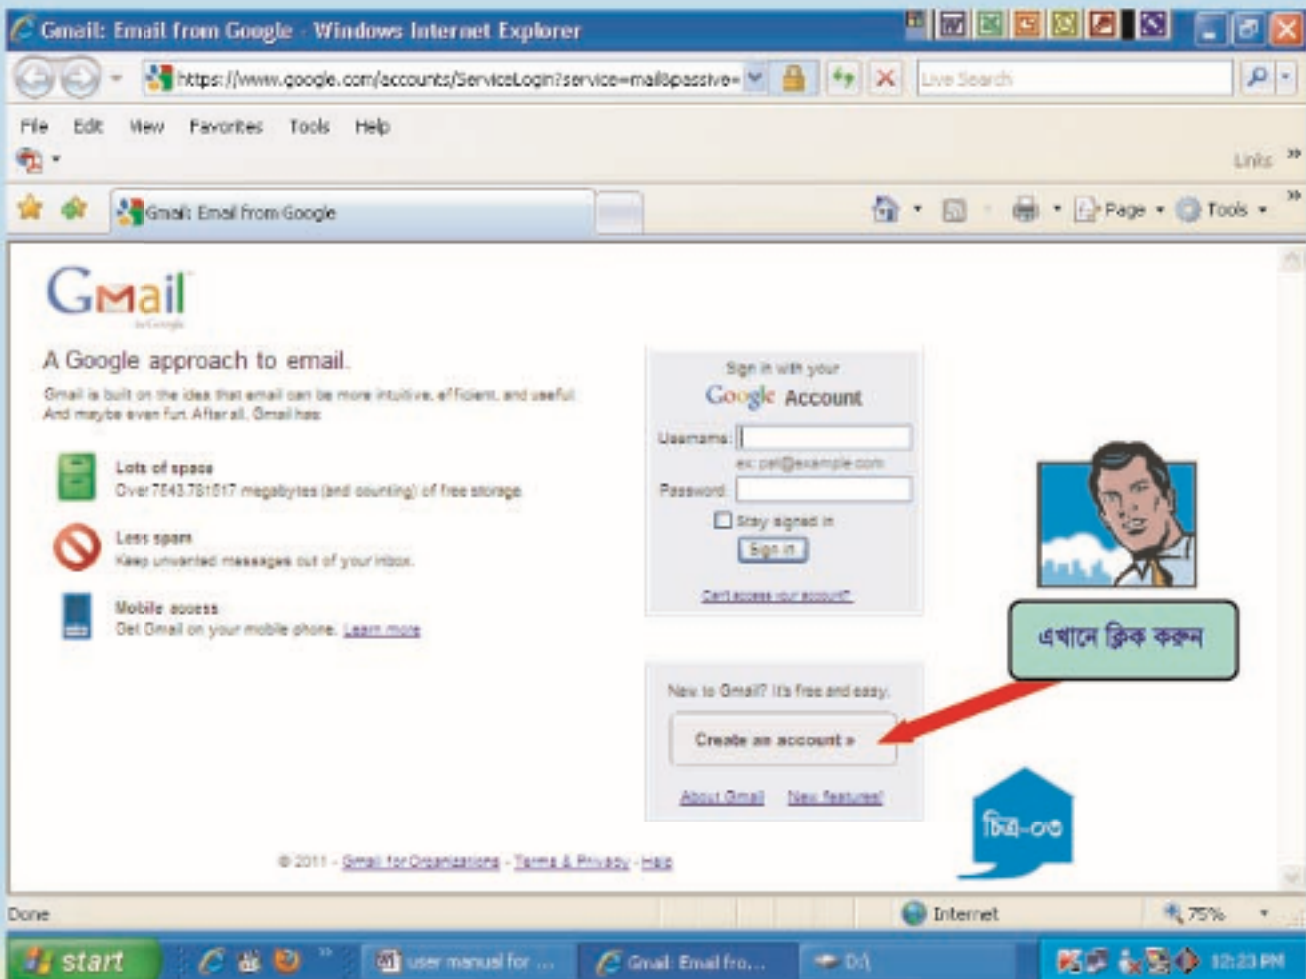 Gmail: Email from Google - Windows Internet Explorer
https://www.google.com/accounts/ServiceLogin?service=mail&passive=
Live Search
File Edit View Favorites Tools Help
Links
Gmail: Email from Google
Page Tools
Gmail
by Google
A Google approach to email.
Gmail is built on the idea that email can be more intuitive, efficient, and useful.
And maybe even fun. After all, Gmail has:
Lots of space
Over 7543.781517 megabytes (and counting) of free storage.
Less spam
Keep unwanted messages out of your inbox.
Mobile access
Get Gmail on your mobile phone. Learn more
Sign in with your
Google Account
Username:
ex: pat@example.com
Password:
Stay signed in
Sign in
Can't access your account?
এখানে ক্লিক করুন
New to Gmail? It's free and easy.
Create an account »
About Gmail New features!
চিত্র-০৩
© 2011 - Gmail for Organizations - Terms & Privacy - Help
Done
Internet
75%
start
user manual for ...
Gmail: Email fro...
D:\
12:23 PM